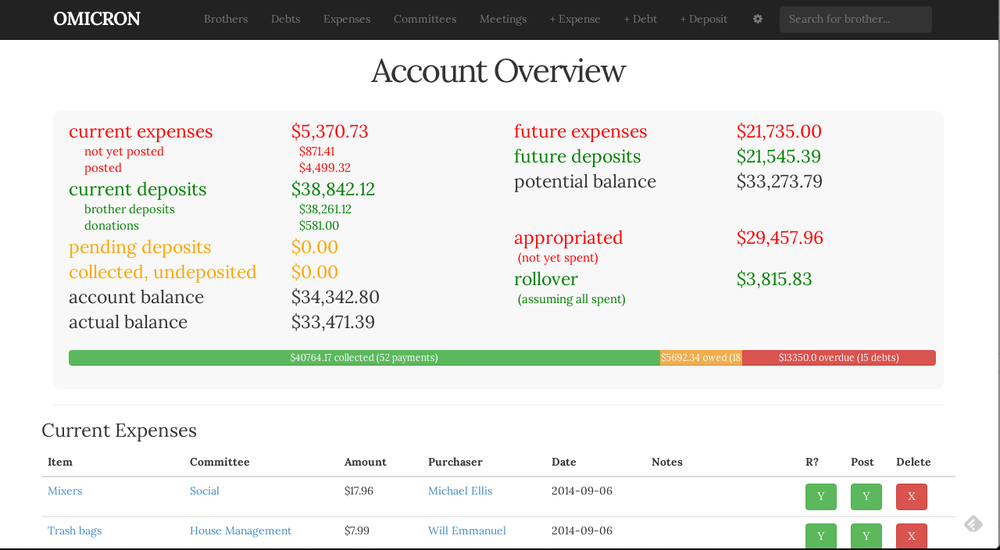 OMICRON Brothers Debts Expenses Committees Meetings + Expense + Debt + Deposit Search for brother...
Account Overview
current expenses $5,370.73
not yet posted $871.41
posted $4,499.32
current deposits $38,842.12
brother deposits $38,261.12
donations $581.00
pending deposits $0.00
collected, undeposited $0.00
account balance $34,342.80
actual balance $33,471.39
future expenses $21,735.00
future deposits $21,545.39
potential balance $33,273.79
appropriated $29,457.96
(not yet spent)
rollover $3,815.83
(assuming all spent)
$40764.17 collected (52 payments) $5692.34 owed (18 $13350.0 overdue (15 debts)
Current Expenses
Item Committee Amount Purchaser Date Notes R? Post Delete
Mixers Social $17.96 Michael Ellis 2014-09-06 Y Y X
Trash bags House Management $7.99 Will Emmanuel 2014-09-06 Y Y X